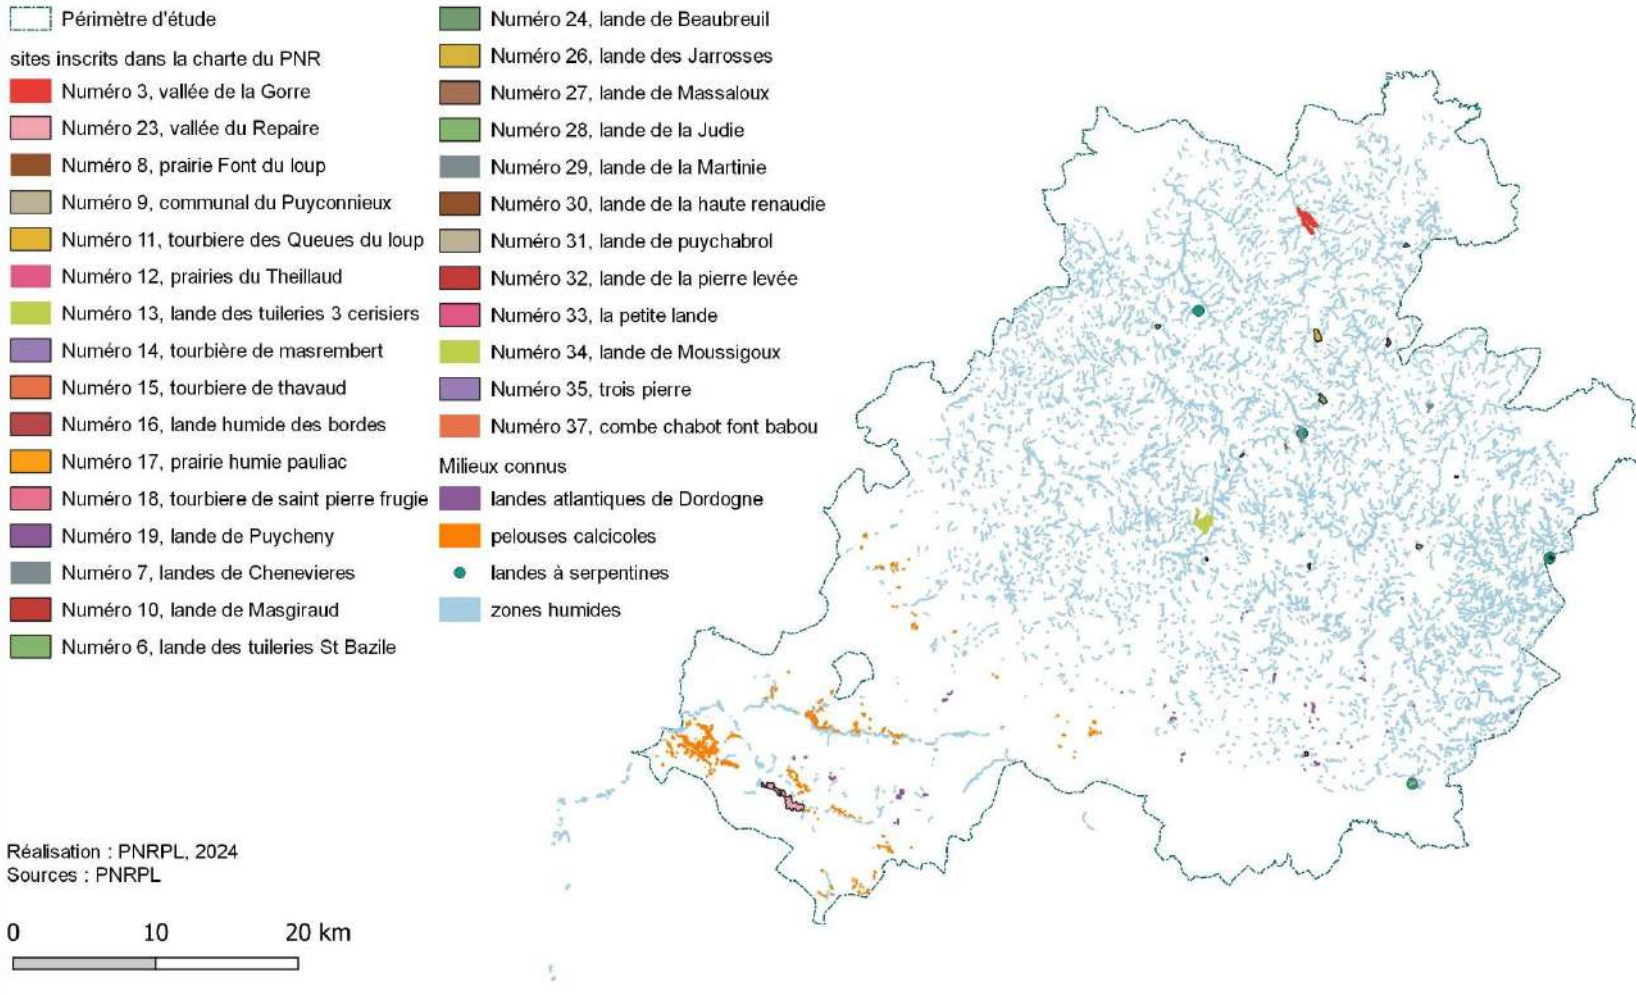 Périmètre d'étude
sites inscrits dans la charte du PNR
Numéro 3, vallée de la Gorre
Numéro 23, vallée du Repaire
Numéro 8, prairie Font du loup
Numéro 9, communal du Puyconnieux
Numéro 11, tourbiere des Queues du loup
Numéro 12, prairies du Theillaud
Numéro 13, lande des tuileries 3 cerisiers
Numéro 14, tourbière de masrembert
Numéro 15, tourbiere de thavaud
Numéro 16, lande humide des bordes
Numéro 17, prairie humie pauliac
Numéro 18, tourbiere de saint pierre frugie
Numéro 19, lande de Puycheny
Numéro 7, landes de Chenevieres
Numéro 10, lande de Masgiraud
Numéro 6, lande des tuileries St Bazile
Numéro 24, lande de Beaubreuil
Numéro 26, lande des Jarrosses
Numéro 27, lande de Massaloux
Numéro 28, lande de la Judie
Numéro 29, lande de la Martinie
Numéro 30, lande de la haute renaudie
Numéro 31, lande de puychabrol
Numéro 32, lande de la pierre levée
Numéro 33, la petite lande
Numéro 34, lande de Moussigoux
Numéro 35, trois pierre
Numéro 37, combe chabot font babou
Milieux connus
landes atlantiques de Dordogne
pelouses calcicoles
landes à serpentines
zones humides
Réalisation : PNRPL, 2024
Sources : PNRPL
0 10 20 km